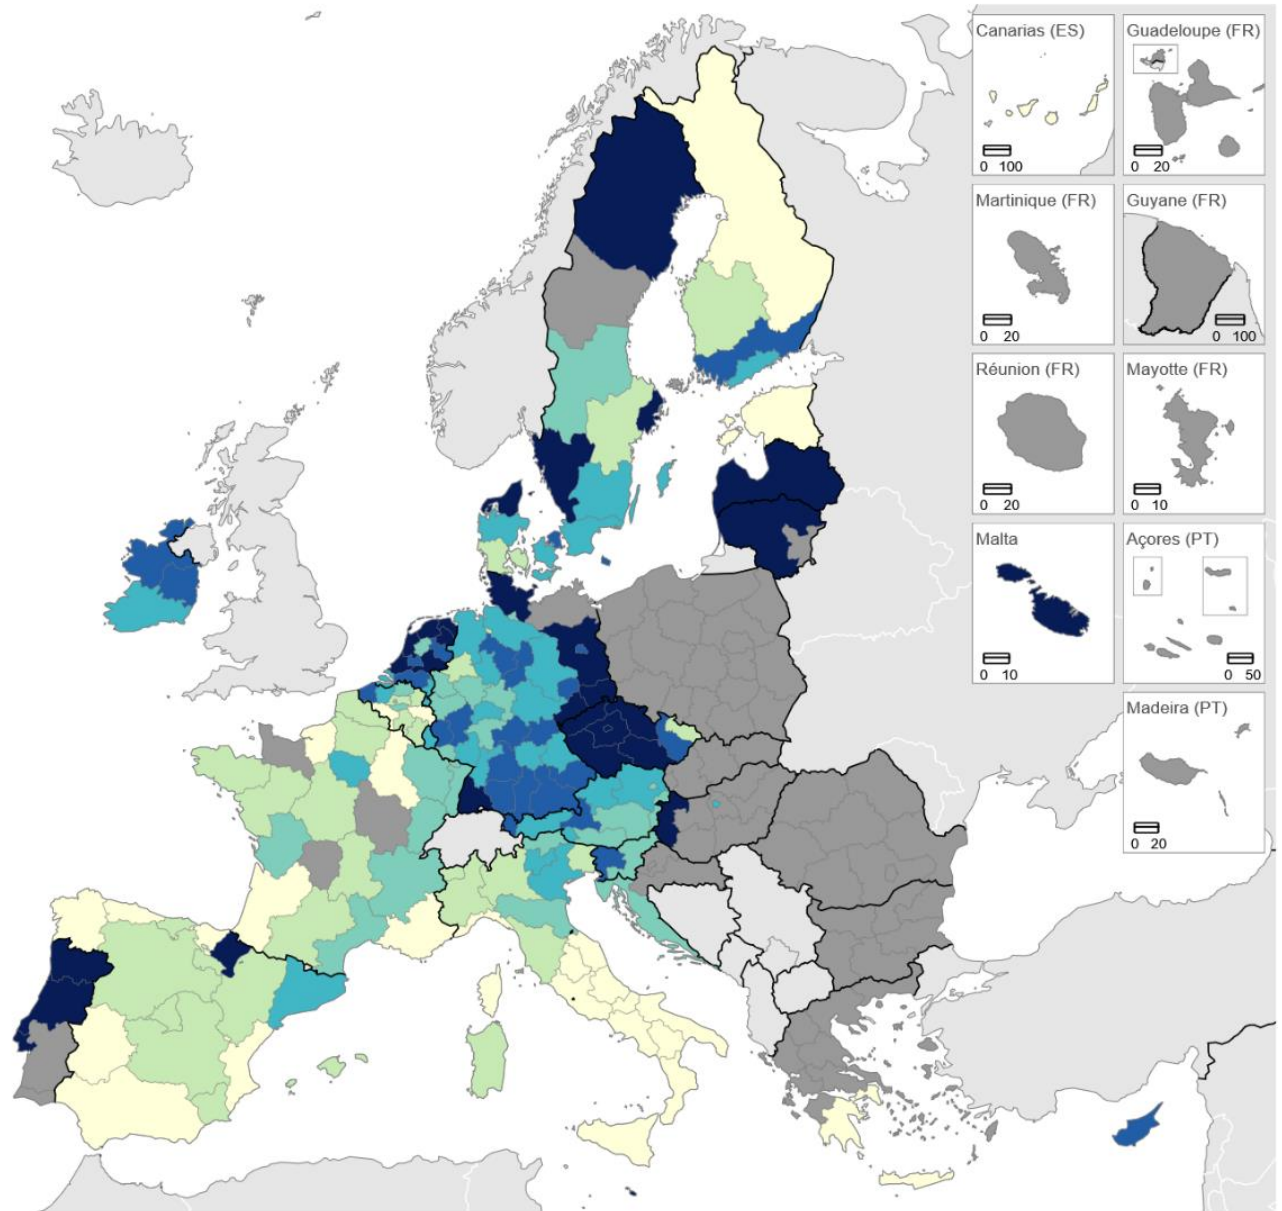 Canarias (ES)
0 100
Guadeloupe (FR)
0 20
Martinique (FR)
0 20
Guyane (FR)
0 100
Réunion (FR)
0 20
Mayotte (FR)
0 10
Malta
0 10
Açores (PT)
0 50
Madeira (PT)
0 20